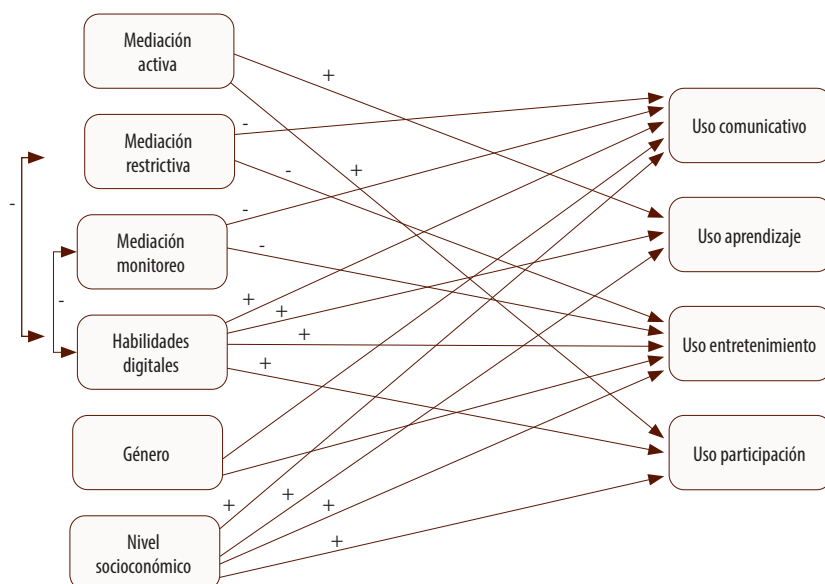 Mediación
activa
Mediación
restrictiva
Mediación
monitoreo
Habilidades
digitales
Género
Nivel
socioconómico
Uso comunicativo
Uso aprendizaje
Uso entretenimiento
Uso participación
+
+
-
-
-
-
+
+
+
+
+
+
+
+
-
-